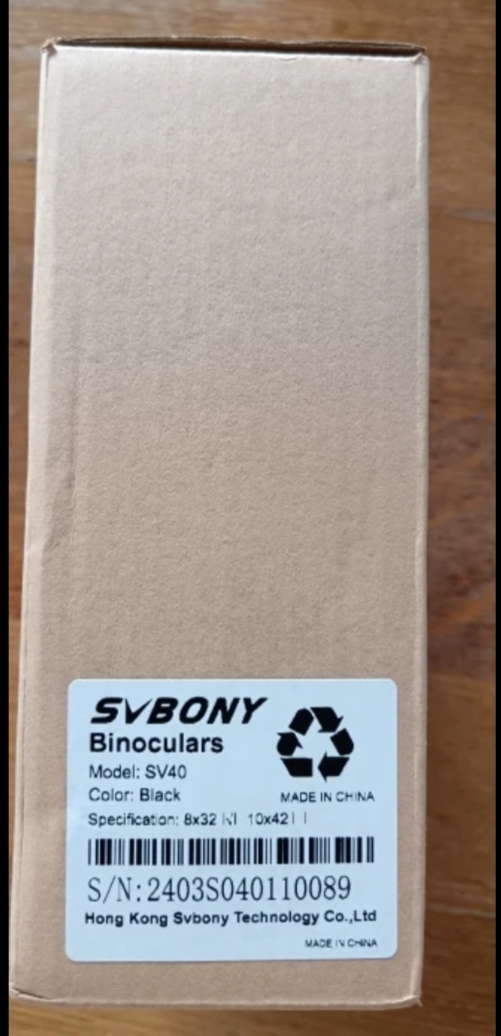 SVBONY
Binoculars
Model: SV40
Color: Black
MADE IN CHINA
Specification: 8x32 ☑ 10x42 ☐
S/N:2403S040110089
Hong Kong Svbony Technology Co.,Ltd
MADE IN CHINA